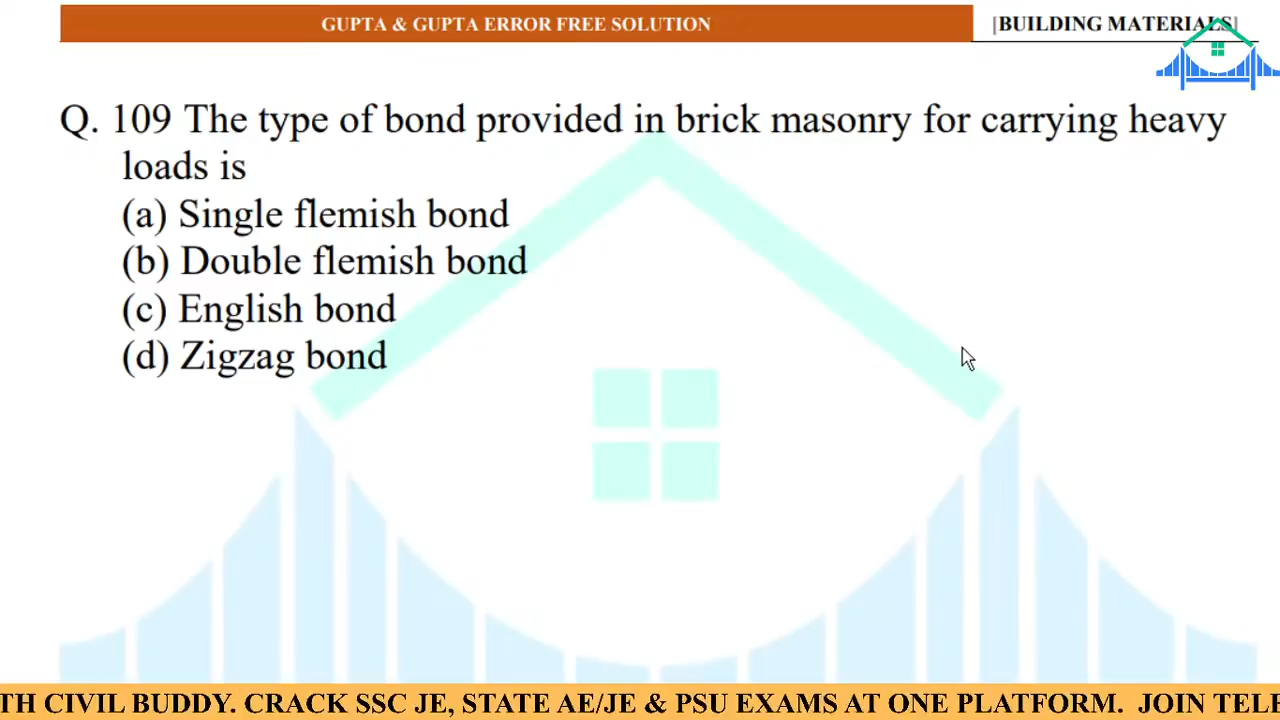 GUPTA & GUPTA ERROR FREE SOLUTION
[BUILDING MATERIALS]
Q. 109 The type of bond provided in brick masonry for carrying heavy
loads is
(a) Single flemish bond
(b) Double flemish bond
(c) English bond
(d) Zigzag bond
TH CIVIL BUDDY. CRACK SSC JE, STATE AE/JE & PSU EXAMS AT ONE PLATFORM. JOIN TELE